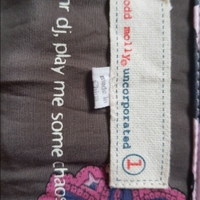 dj, play me some chaos
odd molly
uncorporated
1